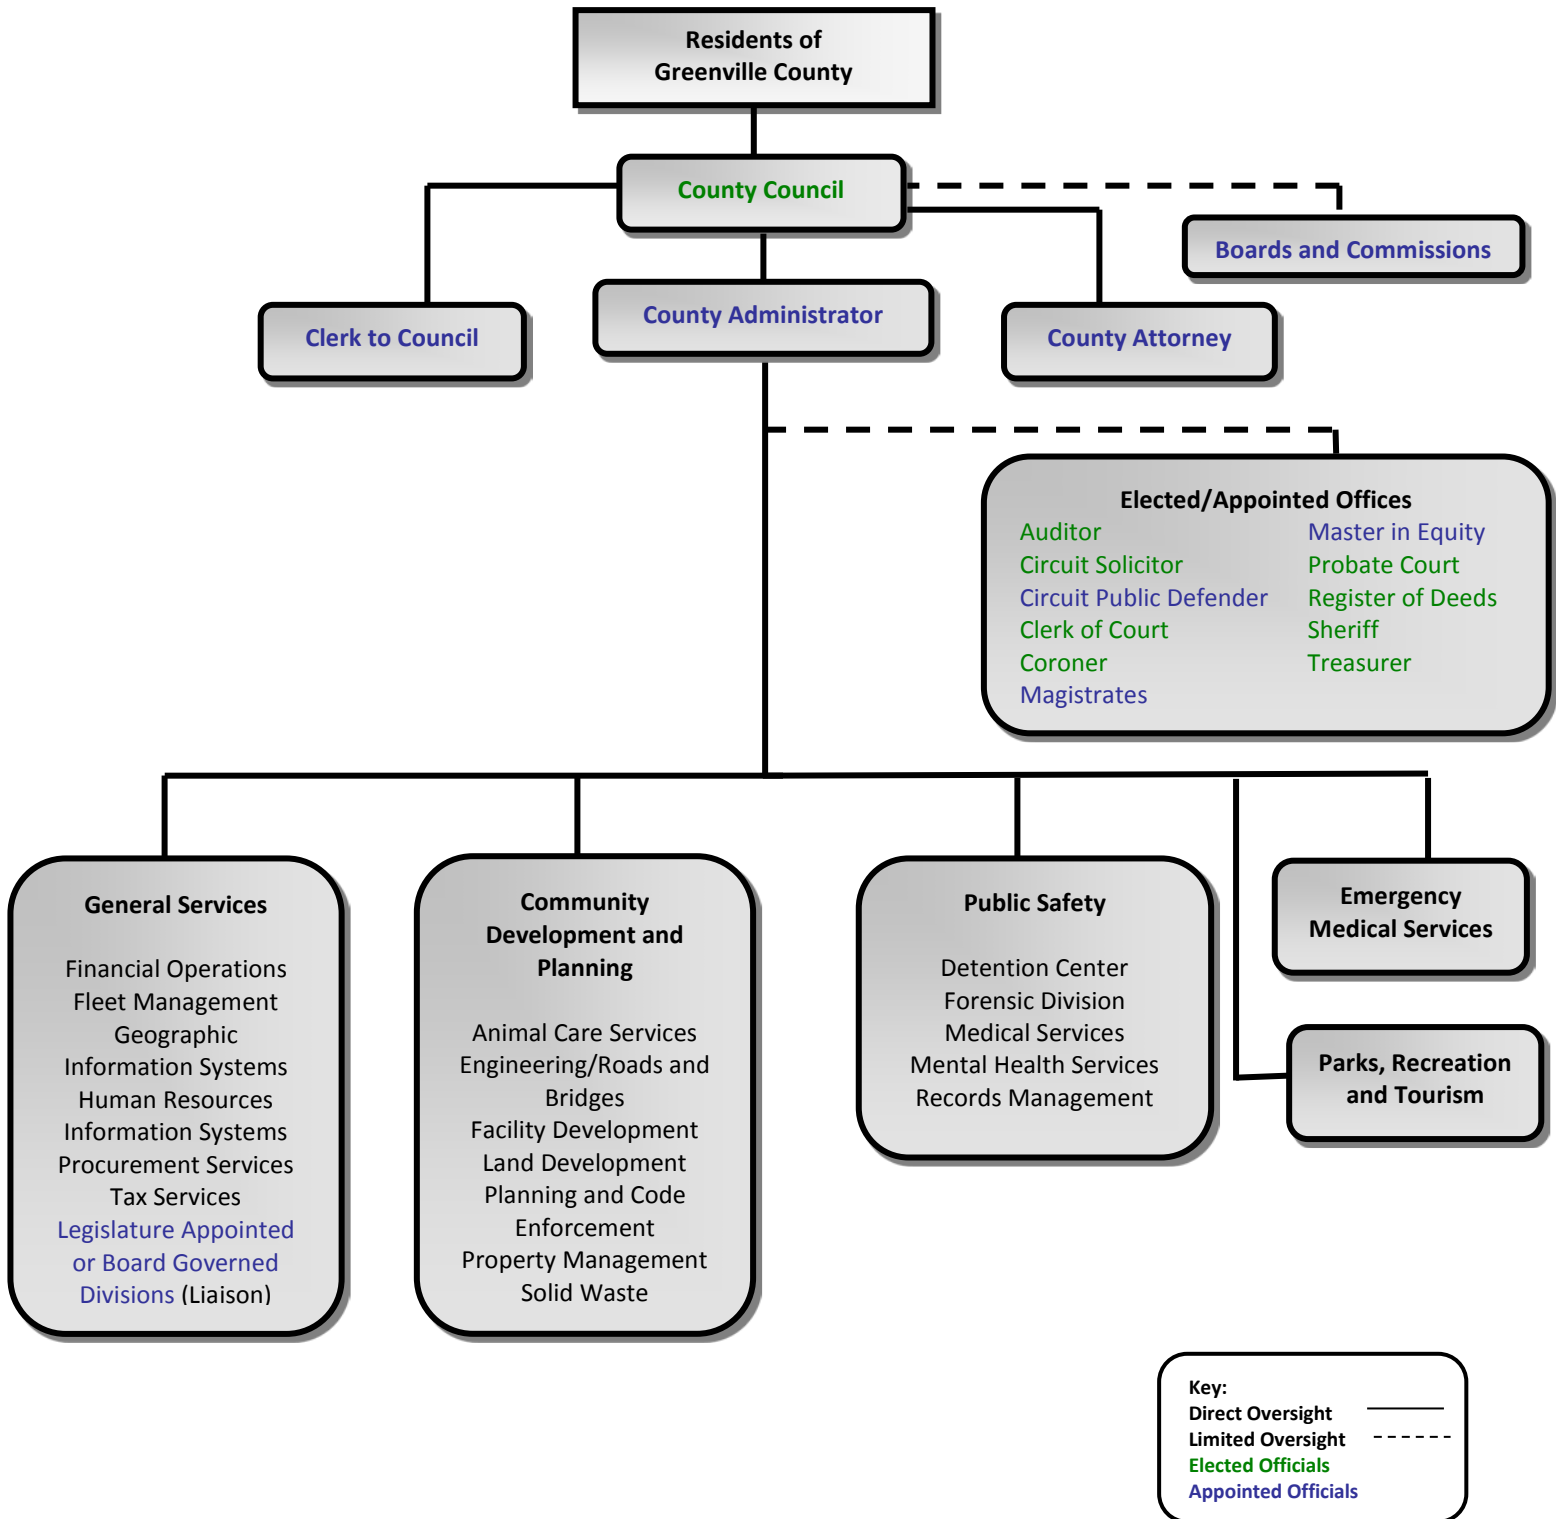 Residents of
Greenville County
County Council
Boards and Commissions
Clerk to Council
County Administrator
County Attorney
Elected/Appointed Offices
Auditor
Circuit Solicitor
Circuit Public Defender
Clerk of Court
Coroner
Magistrates
Master in Equity
Probate Court
Register of Deeds
Sheriff
Treasurer
General Services
Financial Operations
Fleet Management
Geographic
Information Systems
Human Resources
Information Systems
Procurement Services
Tax Services
Legislature Appointed
or Board Governed
Divisions (Liaison)
Community
Development and
Planning
Animal Care Services
Engineering/Roads and
Bridges
Facility Development
Land Development
Planning and Code
Enforcement
Property Management
Solid Waste
Public Safety
Detention Center
Forensic Division
Medical Services
Mental Health Services
Records Management
Emergency
Medical Services
Parks, Recreation
and Tourism
Key:
Direct Oversight
Limited Oversight
Elected Officials
Appointed Officials